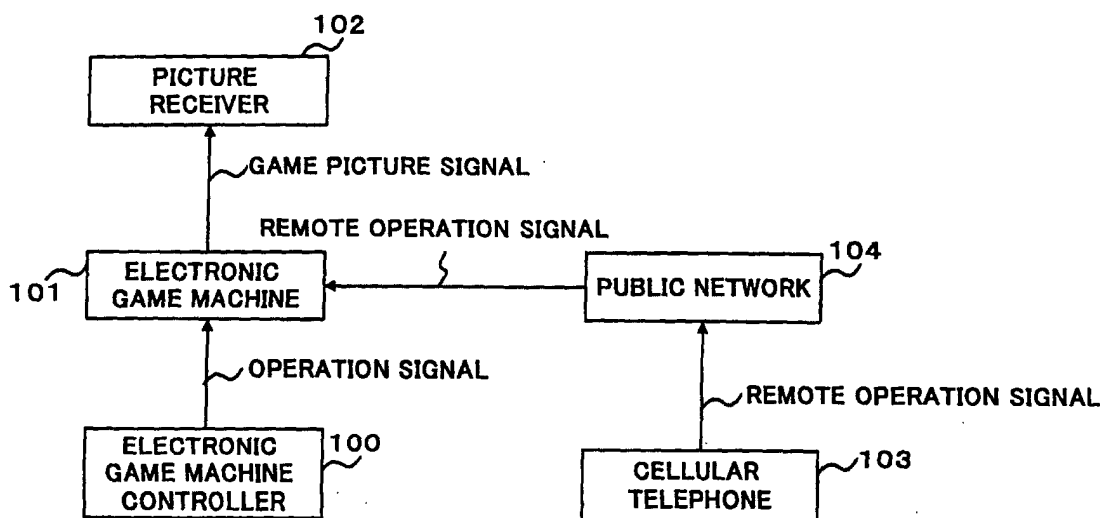 102
PICTURE
RECEIVER
GAME PICTURE SIGNAL
REMOTE OPERATION SIGNAL
104
101
ELECTRONIC
GAME MACHINE
PUBLIC NETWORK
OPERATION SIGNAL
REMOTE OPERATION SIGNAL
100
ELECTRONIC
GAME MACHINE
CONTROLLER
103
CELLULAR
TELEPHONE